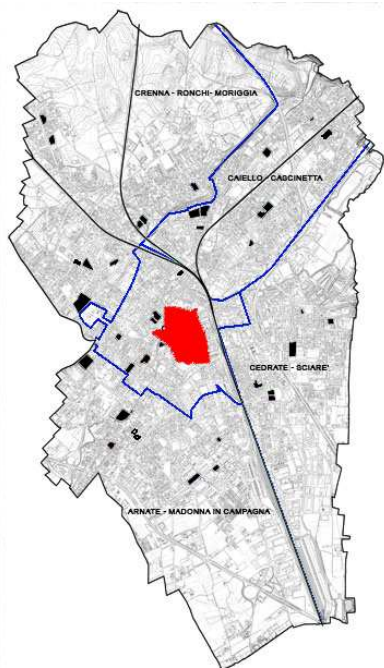 CRENNA - RONCHI- MORIGGIA
CAIELLO - CASCINETTA
CEDRATE - SCIARE'
ARNATE - MADONNA IN CAMPAGNA